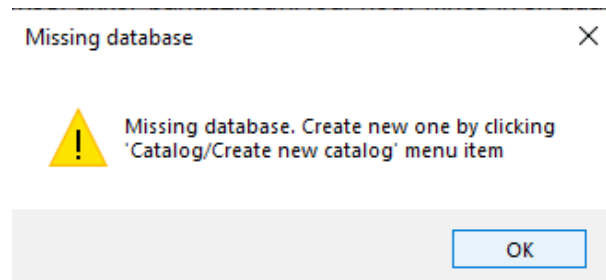 Missing database
Missing database. Create new one by clicking
'Catalog/Create new catalog' menu item
OK